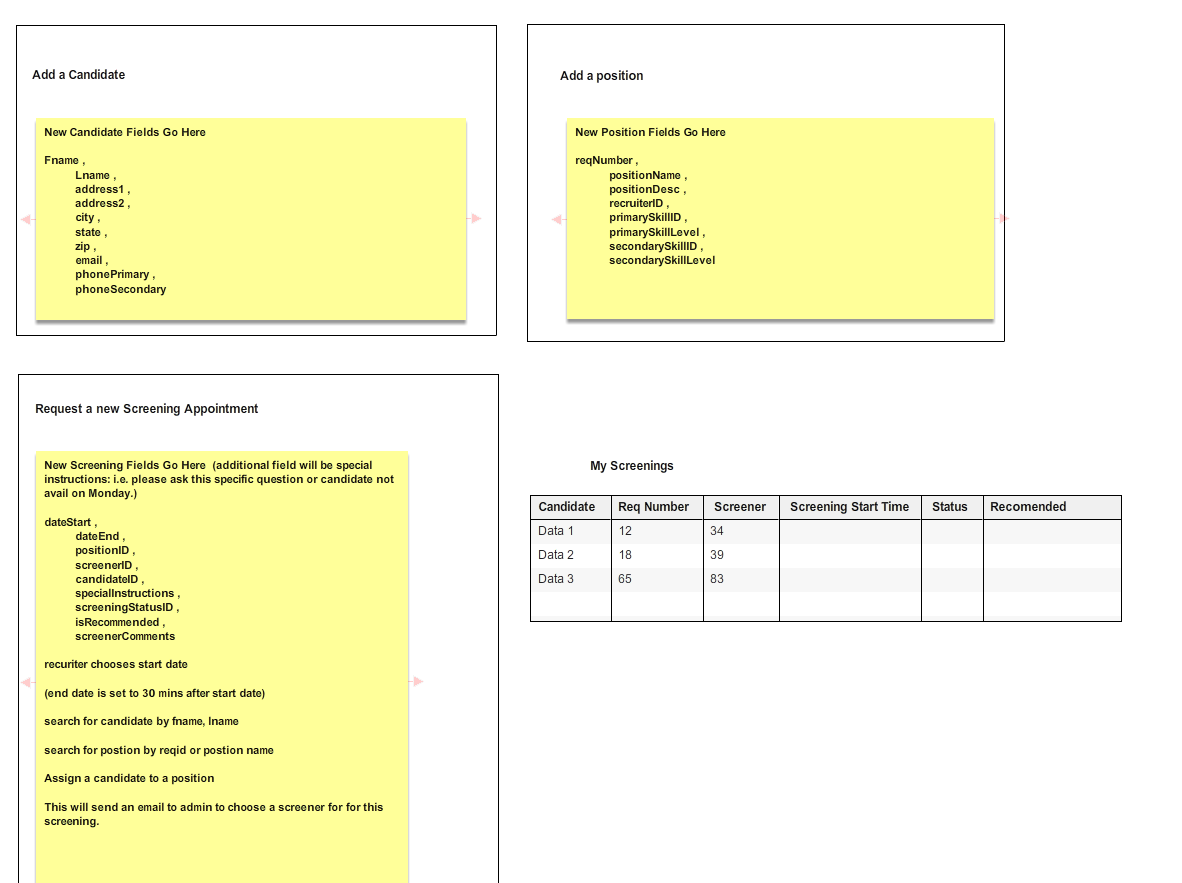 Add a Candidate
New Candidate Fields Go Here
Fname ,
Lname ,
address1 ,
address2 ,
city ,
state ,
zip ,
email ,
phonePrimary ,
phoneSecondary
Add a position
New Position Fields Go Here
reqNumber ,
positionName ,
positionDesc ,
recruiterID ,
primarySkillID ,
primarySkillLevel ,
secondarySkillID ,
secondarySkillLevel
Request a new Screening Appointment
New Screening Fields Go Here (additional field will be special
instructions: i.e. please ask this specific question or candidate not
avail on Monday.)
dateStart ,
dateEnd ,
positionID ,
screenerID ,
candidateID ,
specialInstructions ,
screeningStatusID ,
isRecommended ,
screenerComments
recuriter chooses start date
(end date is set to 30 mins after start date)
search for candidate by fname, lname
search for postion by reqid or postion name
Assign a candidate to a position
This will send an email to admin to choose a screener for for this
screening.
My Screenings
Candidate Req Number Screener Screening Start Time Status Recomended
Data 1 12 34
Data 2 18 39
Data 3 65 83